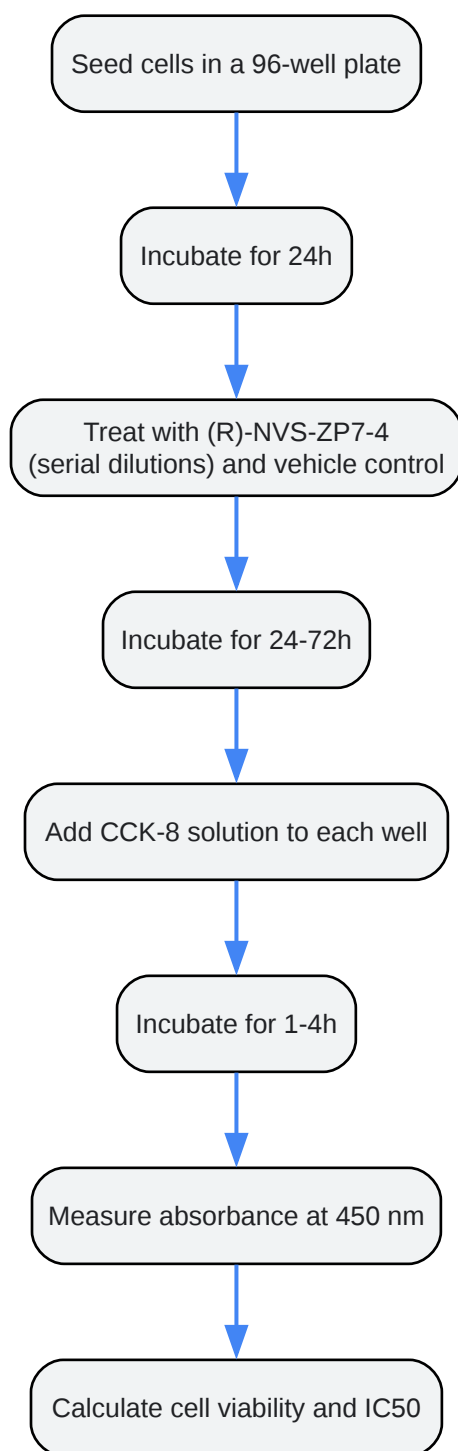 Seed cells in a 96-well plate
Incubate for 24h
Treat with (R)-NVS-ZP7-4
(serial dilutions) and vehicle control
Incubate for 24-72h
Add CCK-8 solution to each well
Incubate for 1-4h
Measure absorbance at 450 nm
Calculate cell viability and IC50